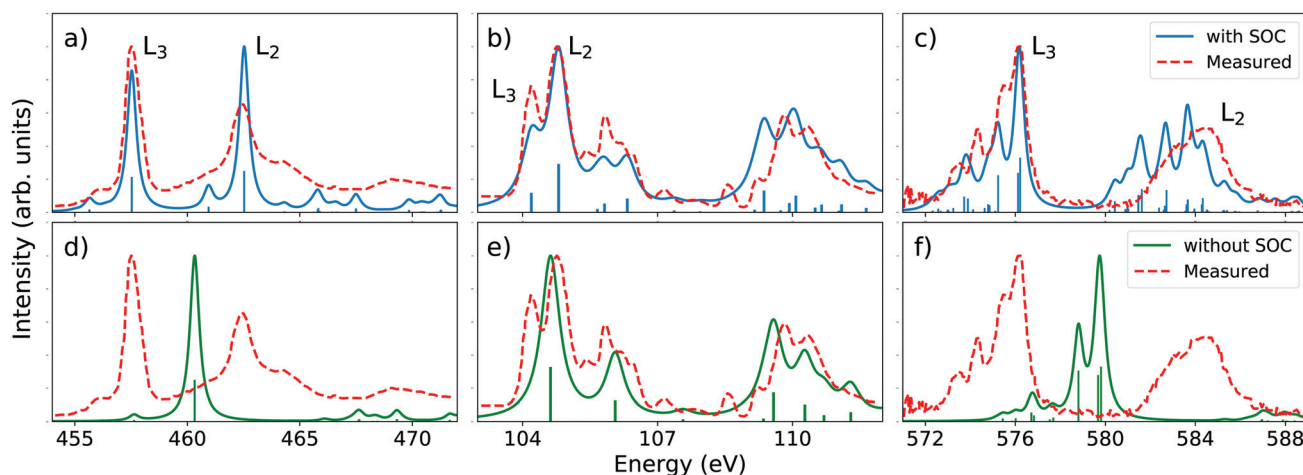 a)
L3
L2
b)
L3
L2
c)
L3
L2
with SOC
Measured
d)
e)
f)
without SOC
Measured
Intensity (arb. units)
455 460 465 470
104 107 110
572 576 580 584 588
Energy (eV)